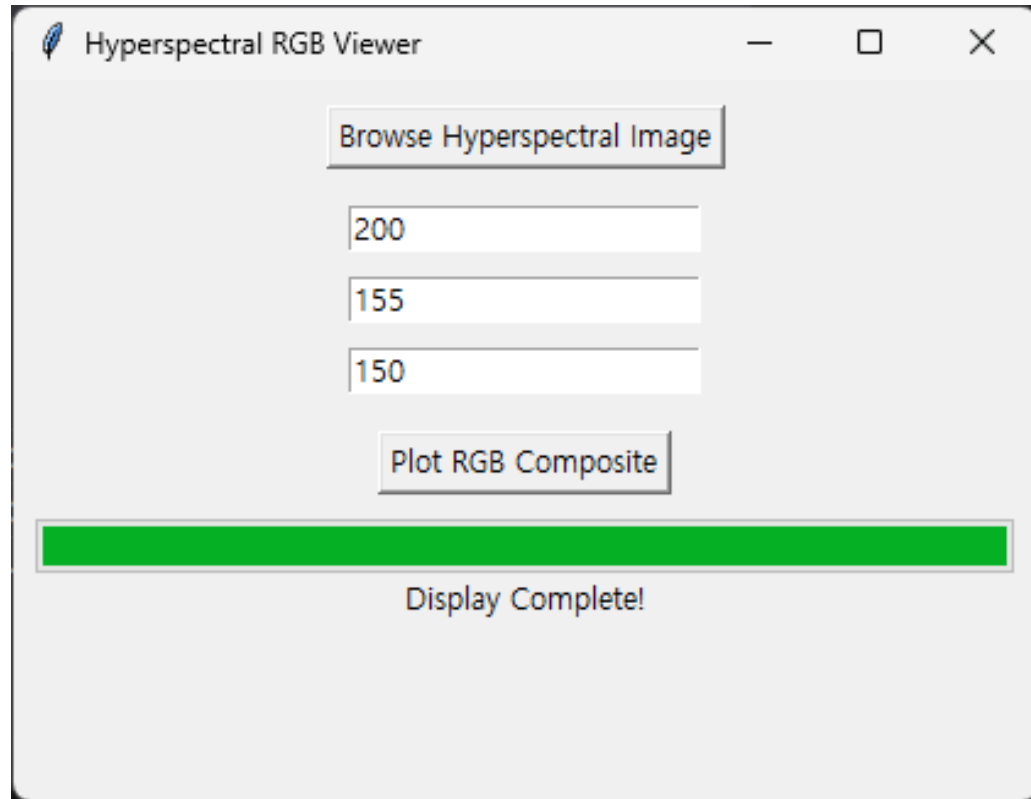 Hyperspectral RGB Viewer
Browse Hyperspectral Image
200
155
150
Plot RGB Composite
Display Complete!